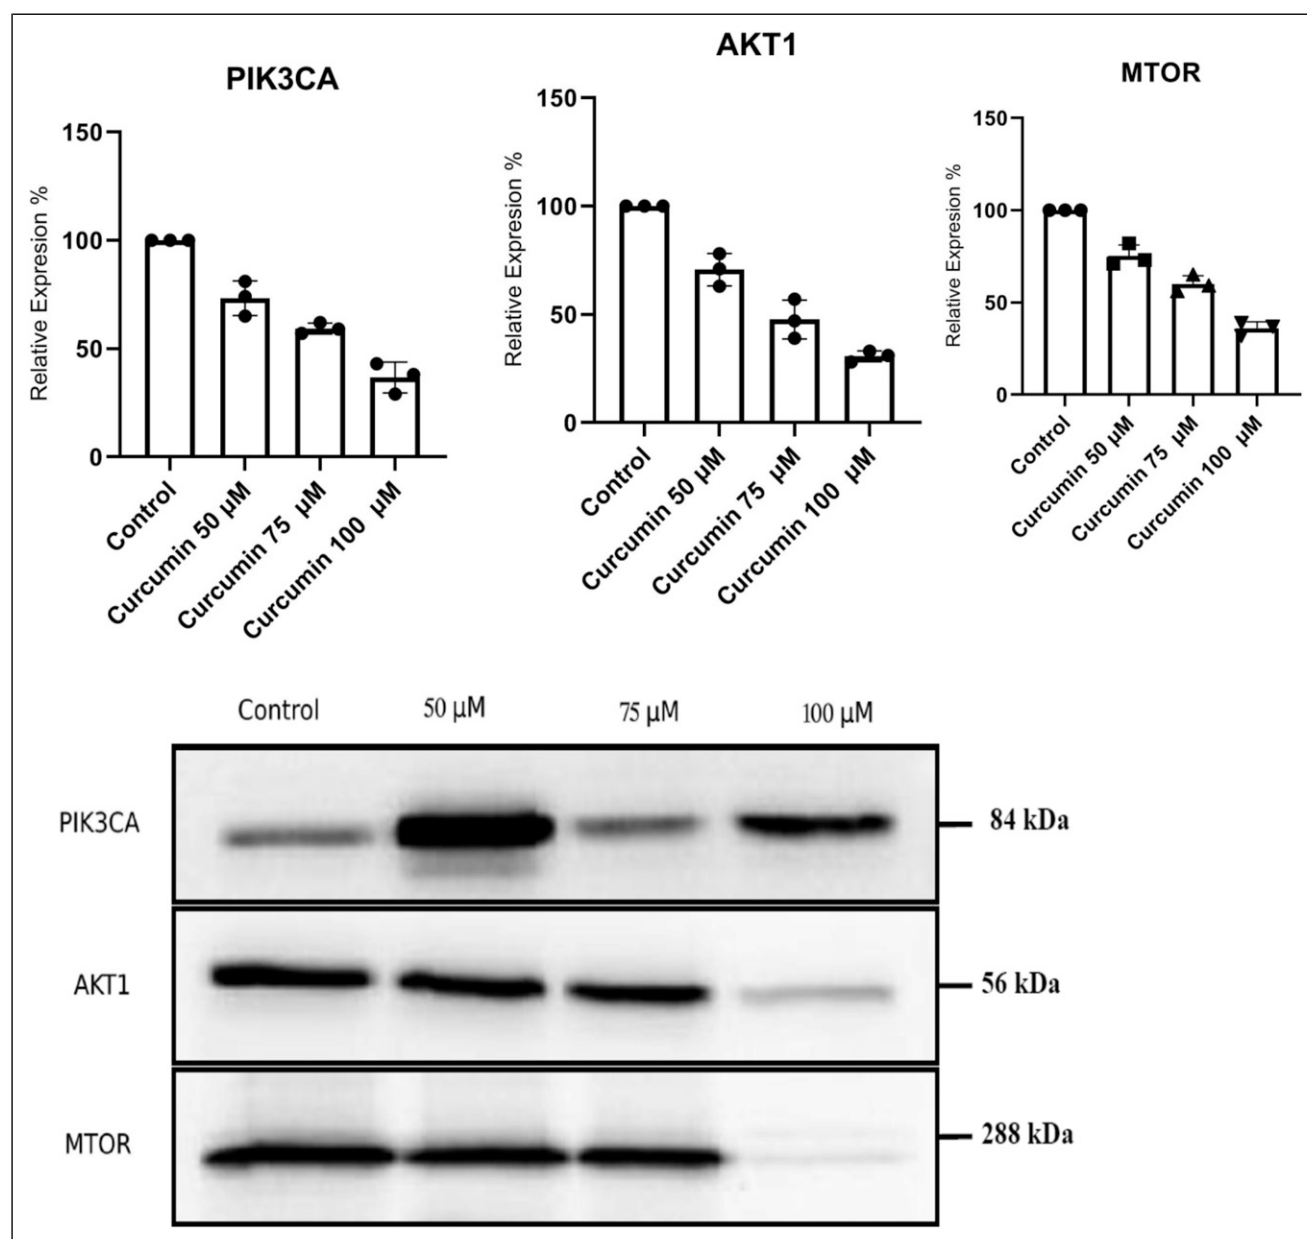 PIK3CA
150
100
50
0
Relative Expresion %
Control
Curcumin 50 µM
Curcumin 75 µM
Curcumin 100 µM
AKT1
150
100
50
0
Relative Expresion %
Control
Curcumin 50 µM
Curcumin 75 µM
Curcumin 100 µM
MTOR
150
100
50
0
Relative Expresion %
Control
Curcumin 50 µM
Curcumin 75 µM
Curcumin 100 µM
Control 50 µM 75 µM 100 µM
PIK3CA 84 kDa
AKT1 56 kDa
MTOR 288 kDa